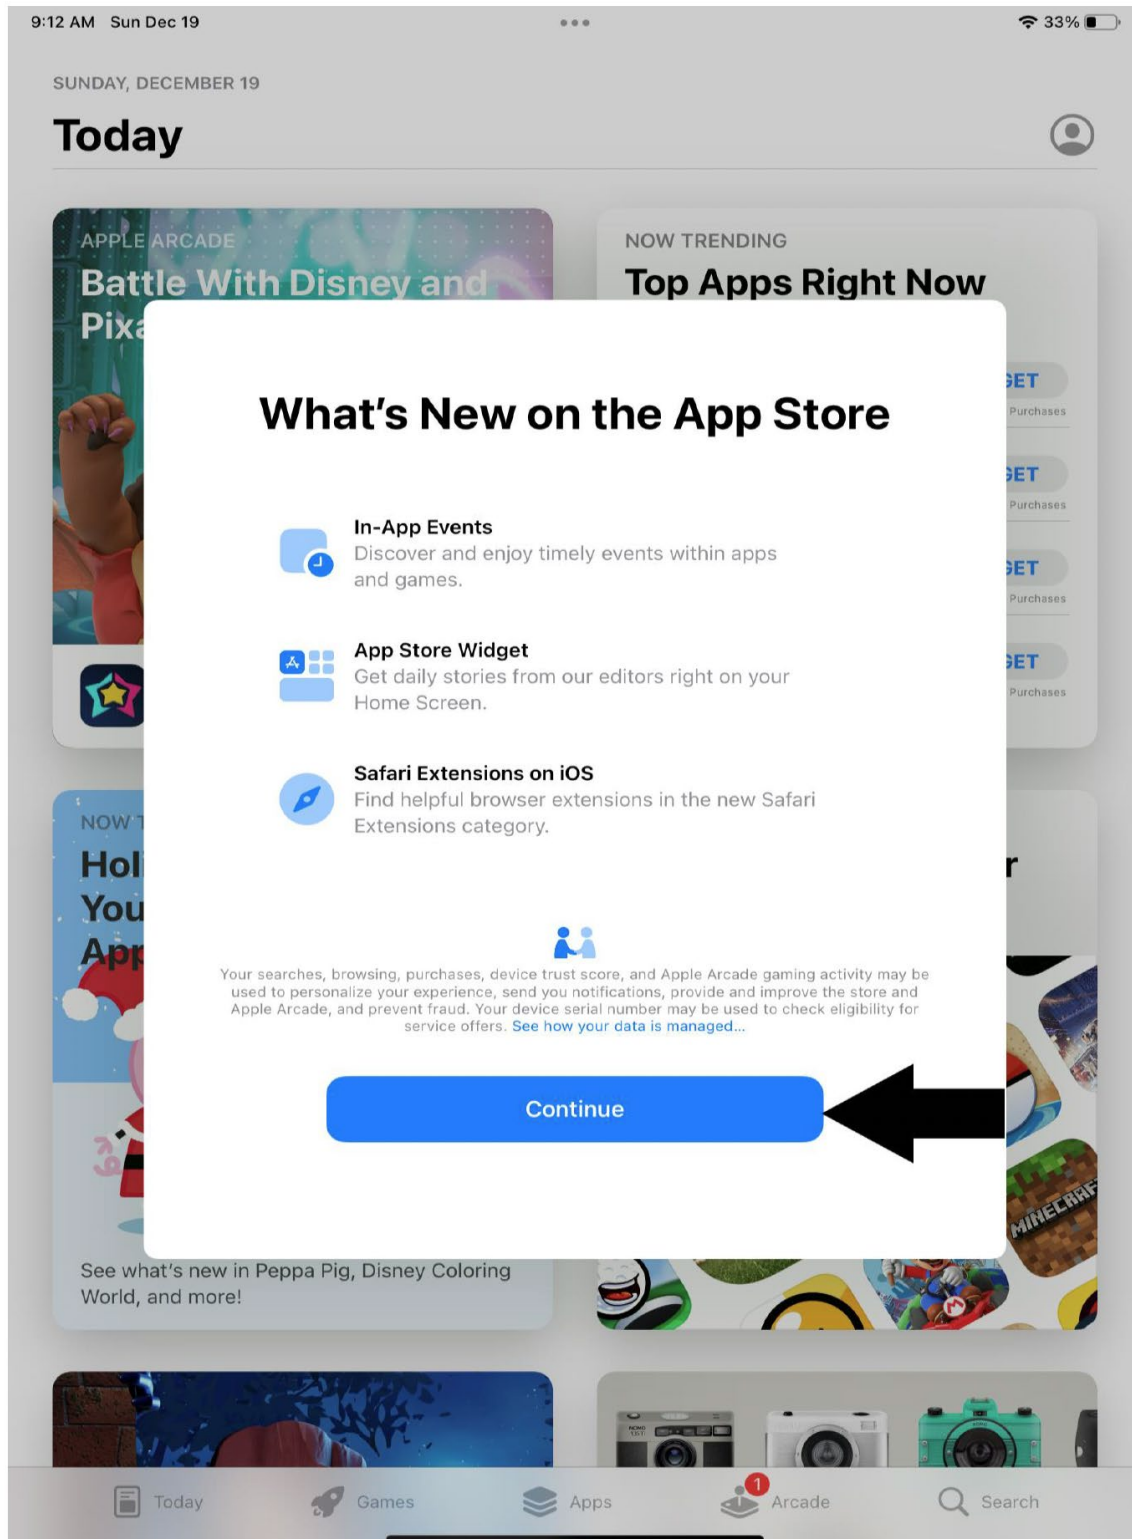 9:12 AM Sun Dec 19
33%
SUNDAY, DECEMBER 19
Today
APPLE ARCADE
Battle With Disney and
NOW TRENDING
Top Apps Right Now
What's New on the App Store
In-App Events
Discover and enjoy timely events within apps
and games.
App Store Widget
Get daily stories from our editors right on your
Home Screen.
Safari Extensions on iOS
Find helpful browser extensions in the new Safari
Extensions category.
Your searches, browsing, purchases, device trust score, and Apple Arcade gaming activity may be
used to personalize your experience, send you notifications, provide and improve the store and
Apple Arcade, and prevent fraud. Your device serial number may be used to check eligibility for
service offers. See how your data is managed...
Continue
Purchases
Purchases
Purchases
Purchases
NOW
You
MINECRAFT
See what's new in Peppa Pig, Disney Coloring
World, and more!
Today
Games
Apps
1
Arcade
Search